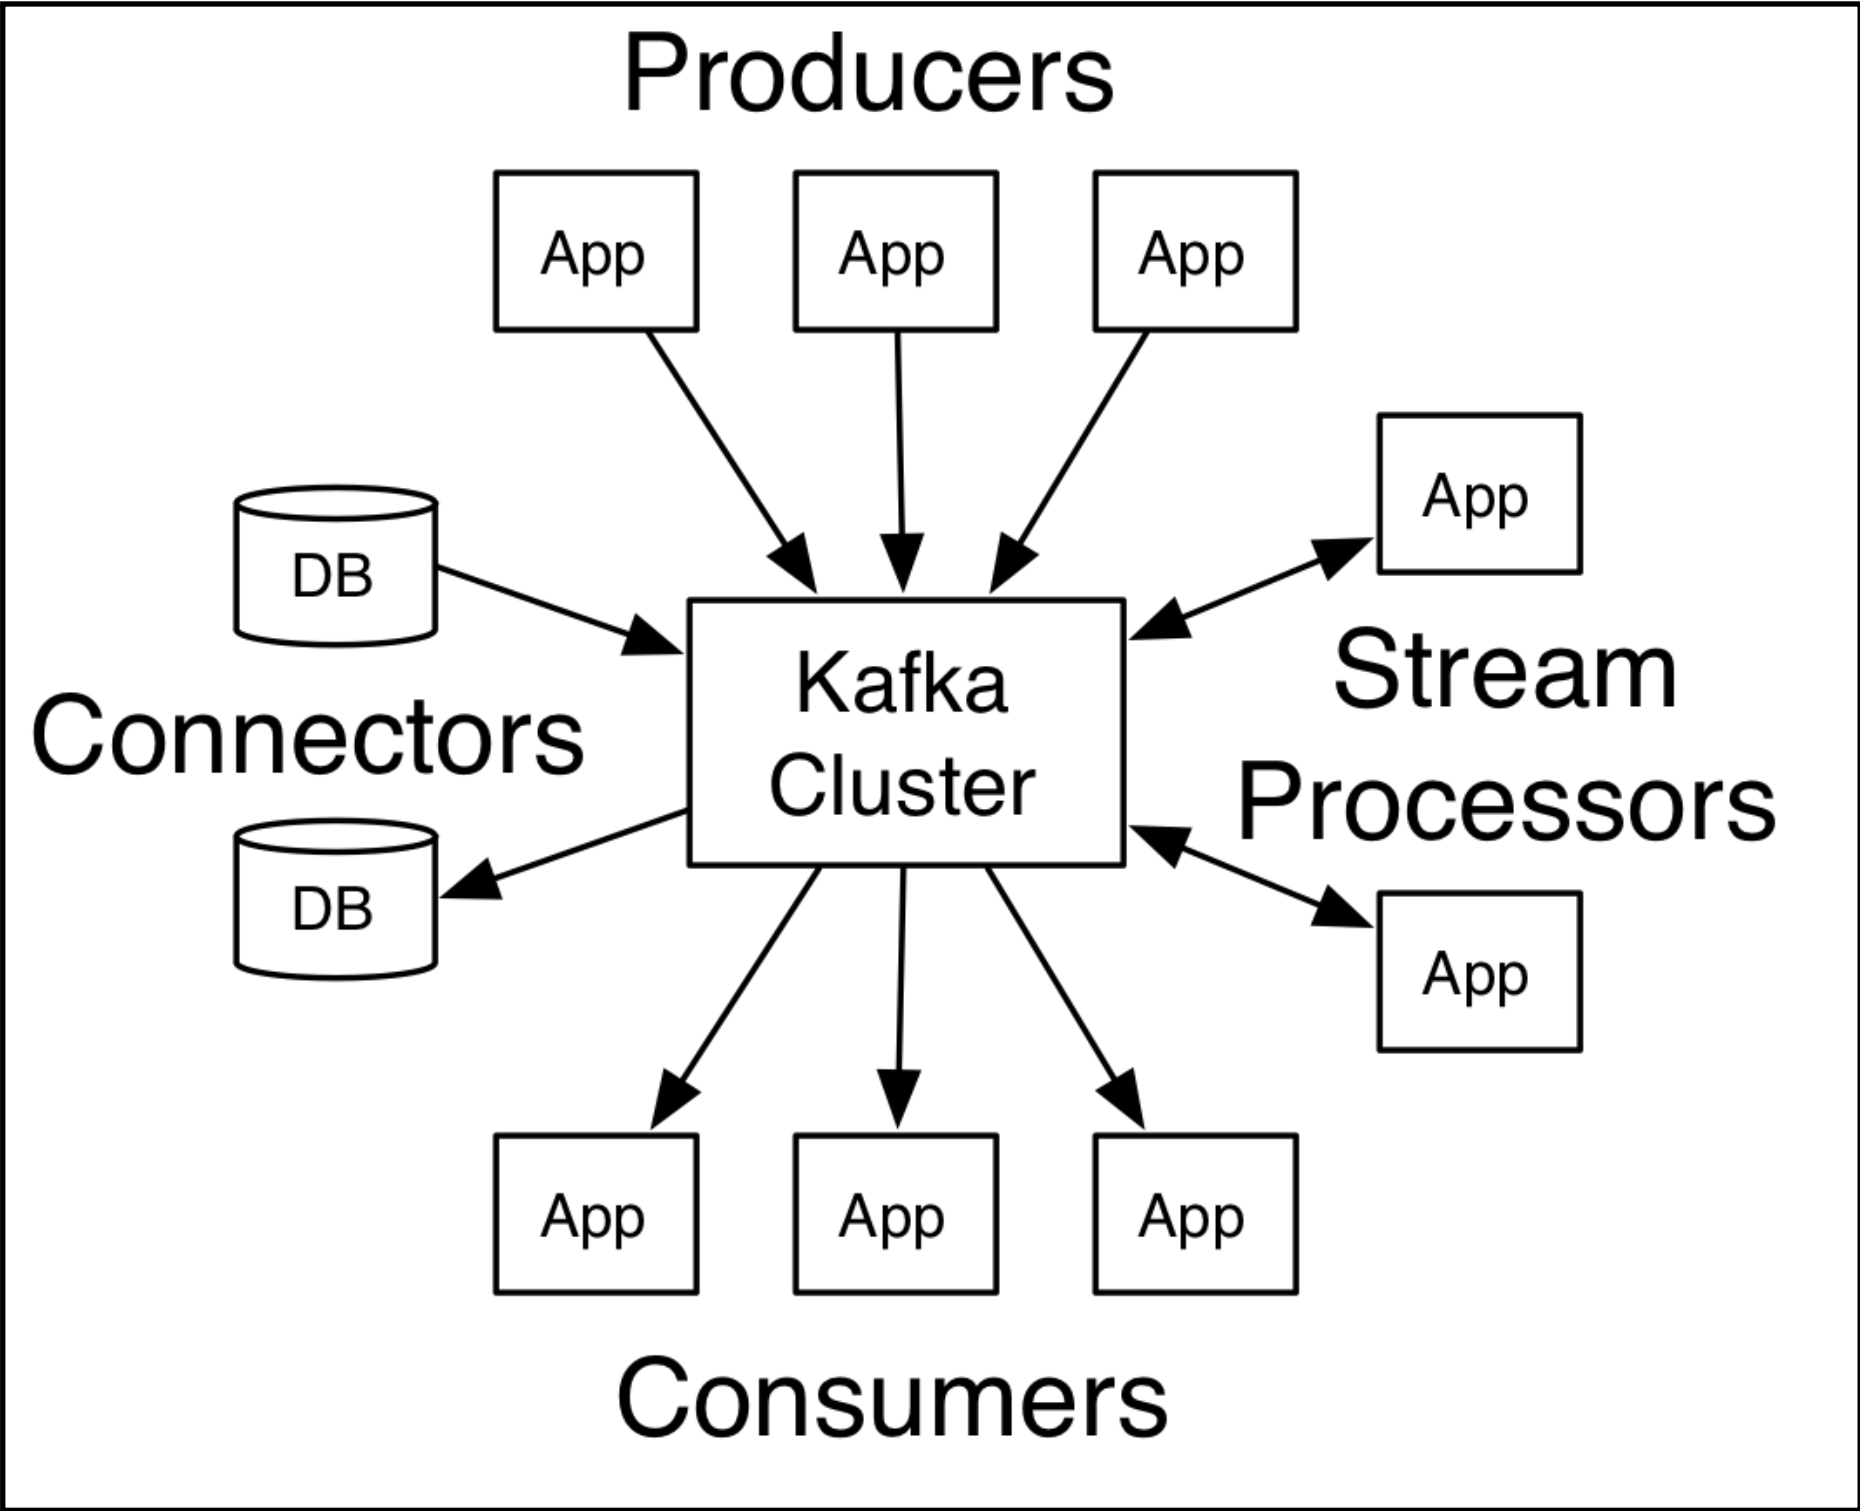 Producers
App
App
App
App
DB
Kafka
Cluster
Stream
Processors
Connectors
DB
App
App
App
App
Consumers